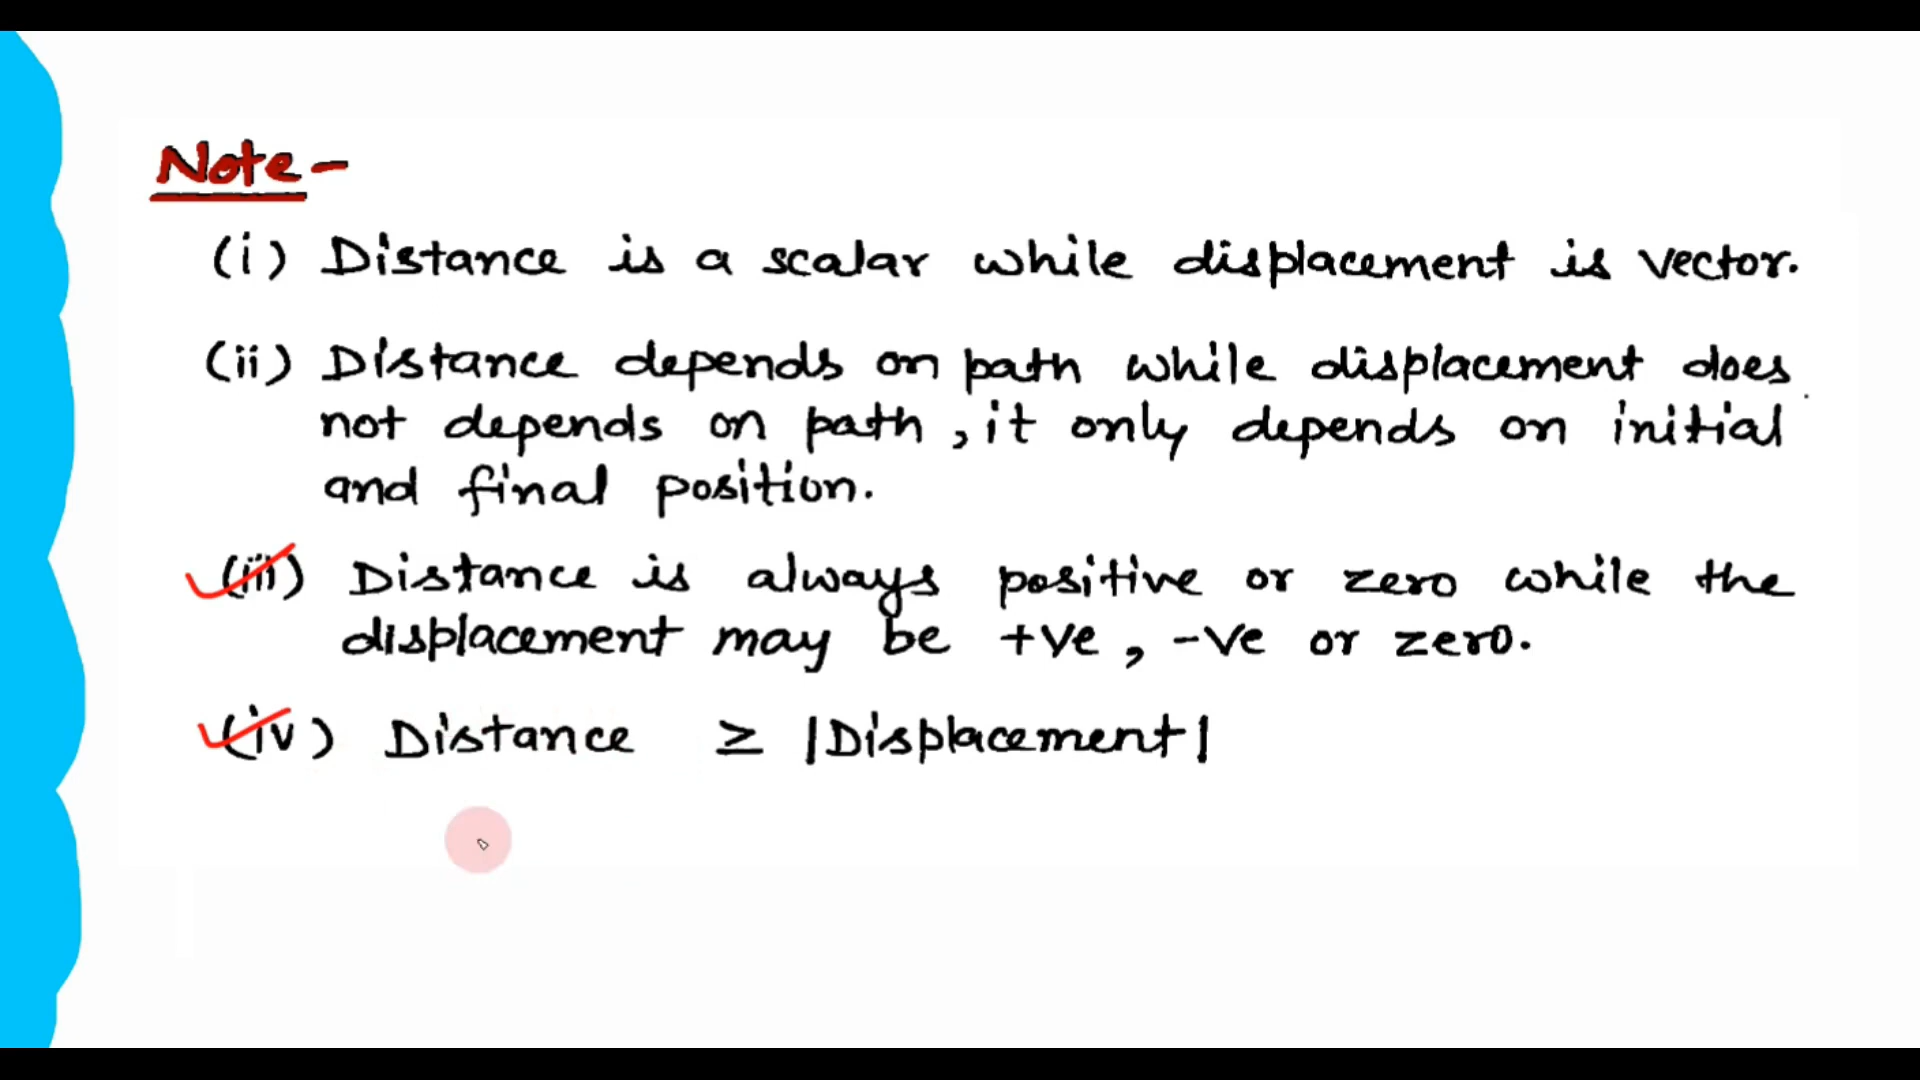 Note -
(i) Distance is a scalar while displacement is vector.
(ii) Distance depends on path while displacement does
not depends on path, it only depends on initial
and final position.
(iii) Distance is always positive or zero while the
displacement may be +ve, -ve or zero.
(iv) Distance ≥ |Displacement|